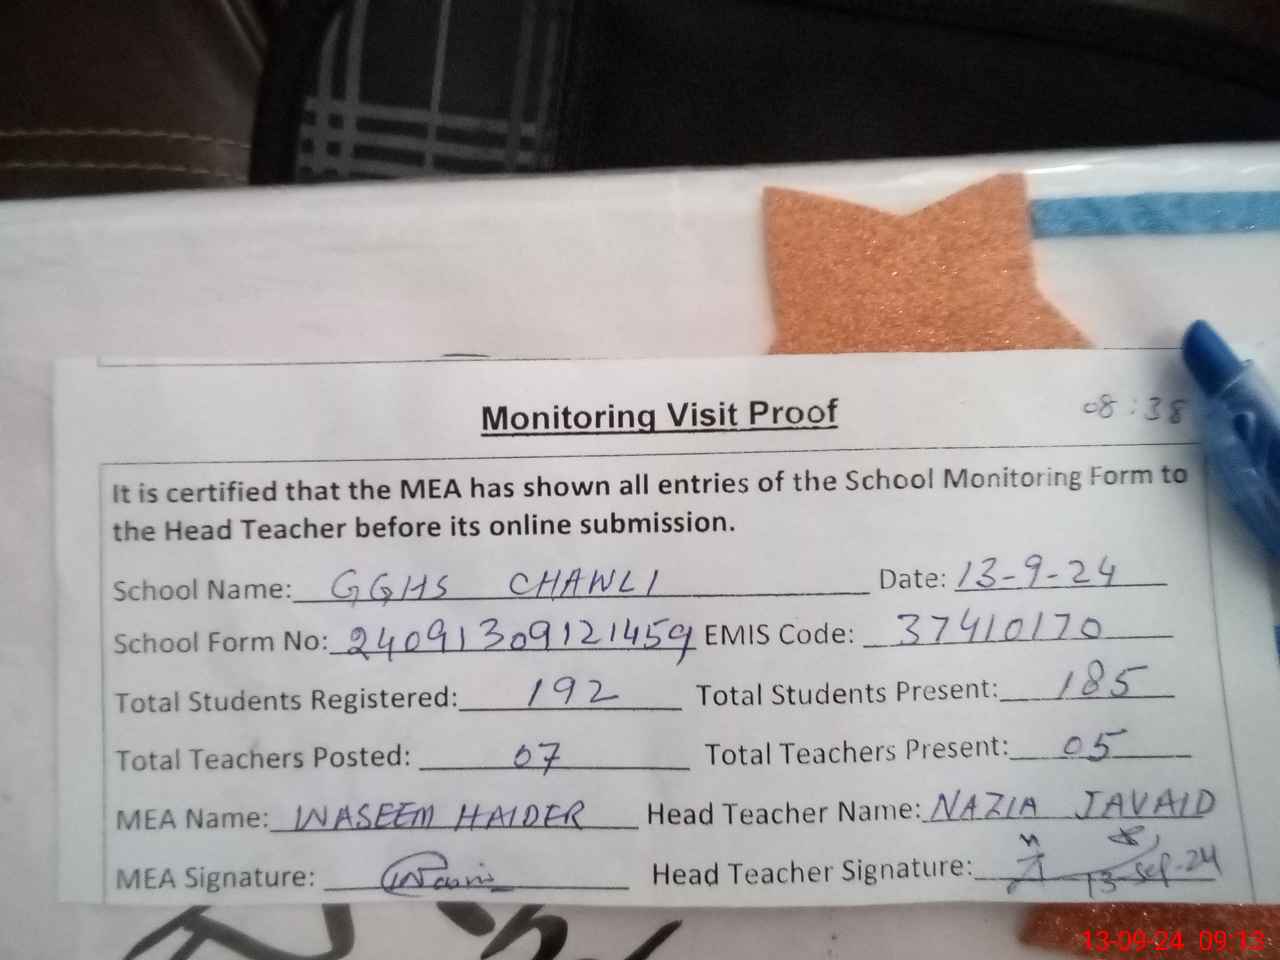 Monitoring Visit Proof
08:38
It is certified that the MEA has shown all entries of the School Monitoring Form to
the Head Teacher before its online submission.
School Name: GGHS CHAWLI Date: 13-9-24
School Form No: 24091309121459 EMIS Code: 37410170
Total Students Registered: 192 Total Students Present: 185
Total Teachers Posted: 07 Total Teachers Present: 05
MEA Name: WASEEM HAIDER Head Teacher Name: NAZIA JAVAID
MEA Signature: Head Teacher Signature: 13-Sep-24
13-09-24 09:13